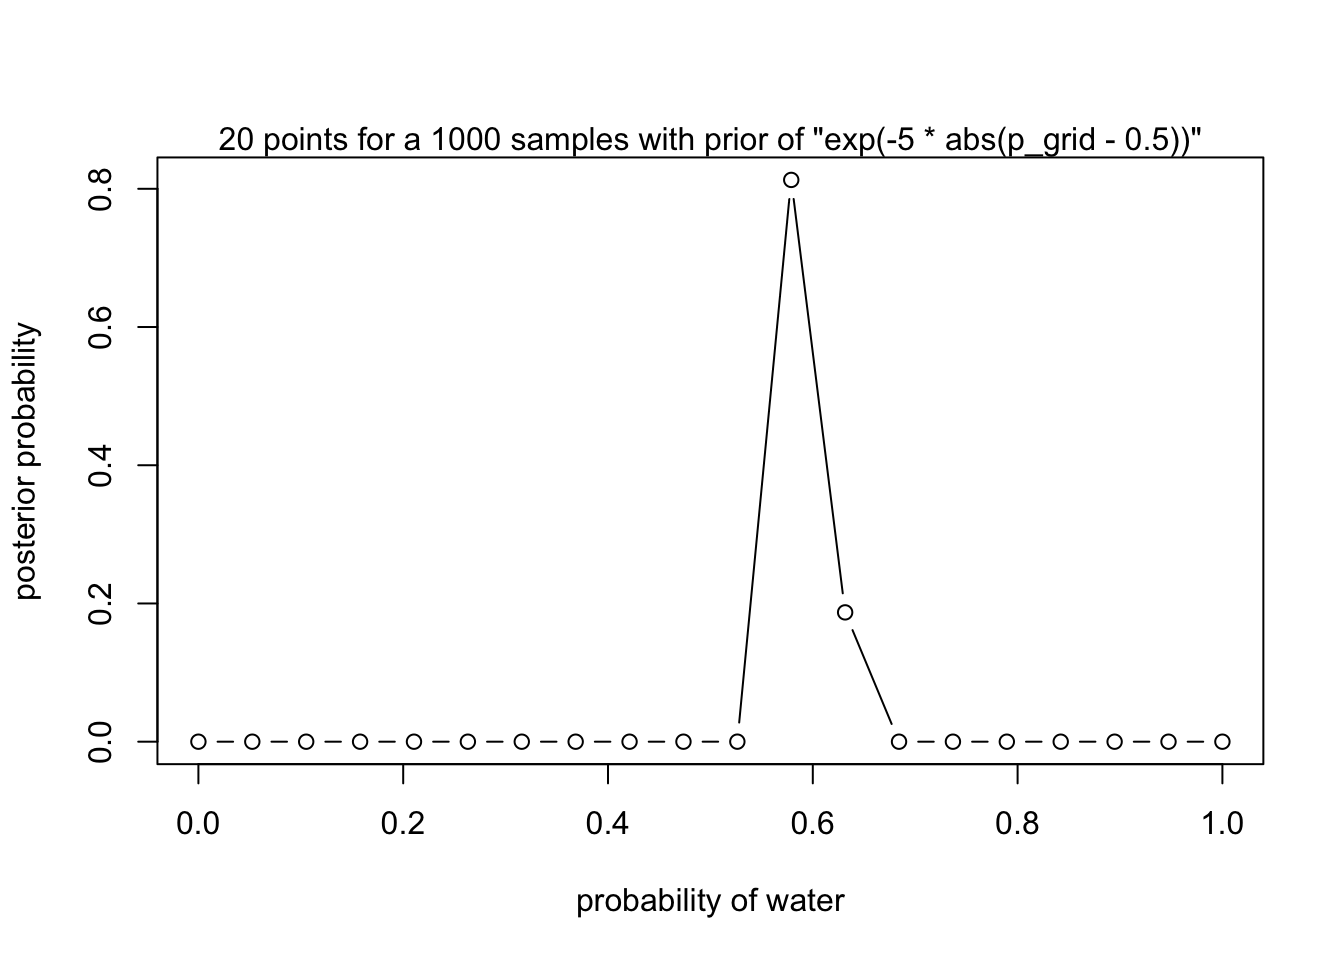 20 points for a 1000 samples with prior of "exp(-5 * abs(p_grid - 0.5))"
posterior probability
0.8
0.6
0.4
0.2
0.0
0.0 0.2 0.4 0.6 0.8 1.0
probability of water